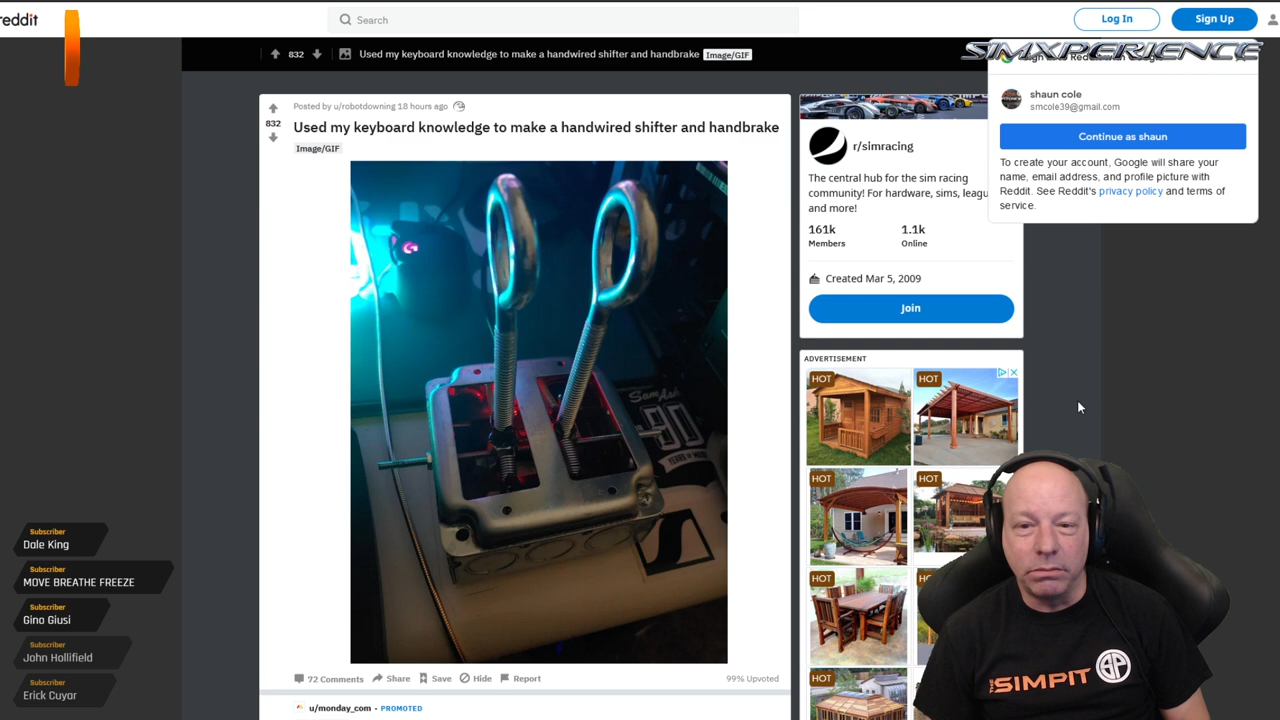 reddit
Search
Log In
Sign Up
832
Used my keyboard knowledge to make a handwired shifter and handbrake
Image/GIF
SIMXPERIENCE
shaun cole
smcole39@gmail.com
Continue as shaun
To create your account, Google will share your
name, email address, and profile picture with
Reddit. See Reddit's privacy policy and terms of
service.
Posted by u/robotdowning 18 hours ago
832
Used my keyboard knowledge to make a handwired shifter and handbrake
Image/GIF
Sam Ash
90
r/simracing
The central hub for the sim racing
community! For hardware, sims,
and more!
161k
1.1k
Members
Online
Created Mar 5, 2009
Join
ADVERTISEMENT
HOT
HOT
HOT
HOT
HOT
Subscriber
Dale King
Subscriber
MOVE BREATHE FREEZE
Subscriber
Gino Giusi
Subscriber
John Hollifield
Subscriber
Erick Cuyar
THE SIMPIT
72 Comments
Share
Save
Hide
Report
99% Upvoted
u/monday_com • PROMOTED